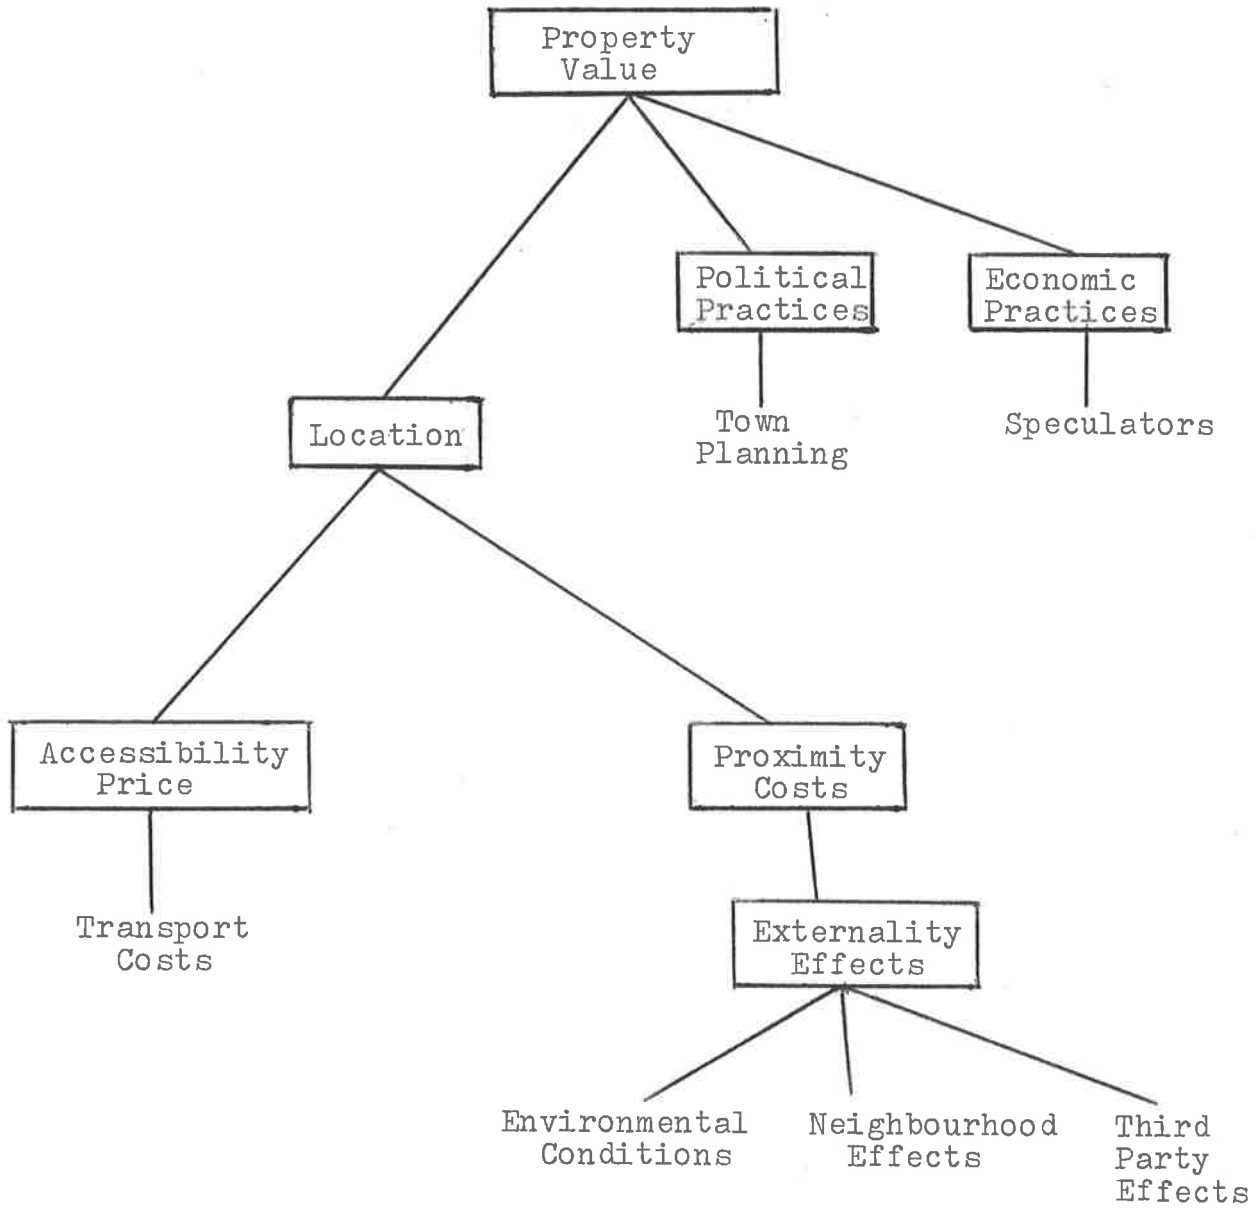 Property
Value
Political
Practices
Economic
Practices
Town
Planning
Speculators
Location
Accessibility
Price
Proximity
Costs
Transport
Costs
Externality
Effects
Environmental
Conditions
Neighbourhood
Effects
Third
Party
Effects